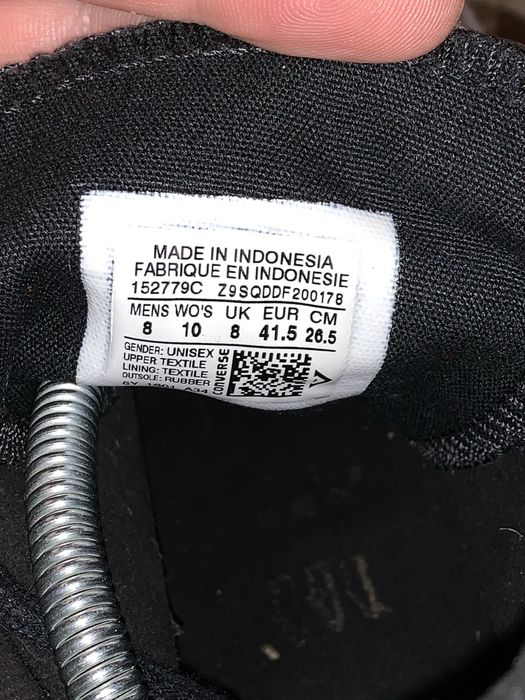 MADE IN INDONESIA
FABRIQUE EN INDONESIE
152779C Z9SQDDF200178
MENS WO'S UK EUR CM
8 10 8 41.5 26.5
GENDER: UNISEX
UPPER TEXTILE
LINING: TEXTILE
OUTSOLE: RUBBER
CONVERSE